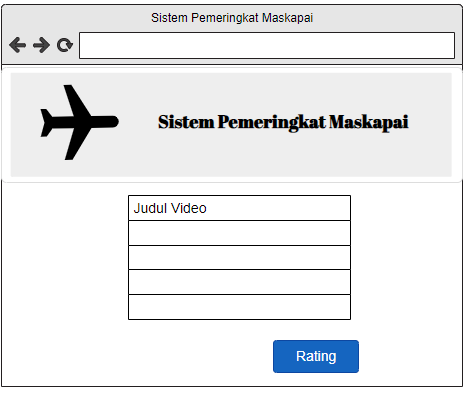 Sistem Pemeringkat Maskapai
Sistem Pemeringkat Maskapai
Judul Video
Rating